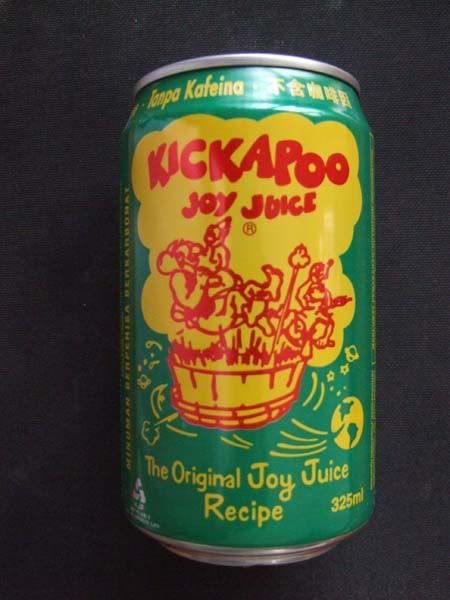 Tanpa Kafeina 不含咖啡因
KICKAPOO
JOY JUICE
®
MINUMAN BERPERISA BERKARBONAT
The Original Joy Juice
Recipe
325ml